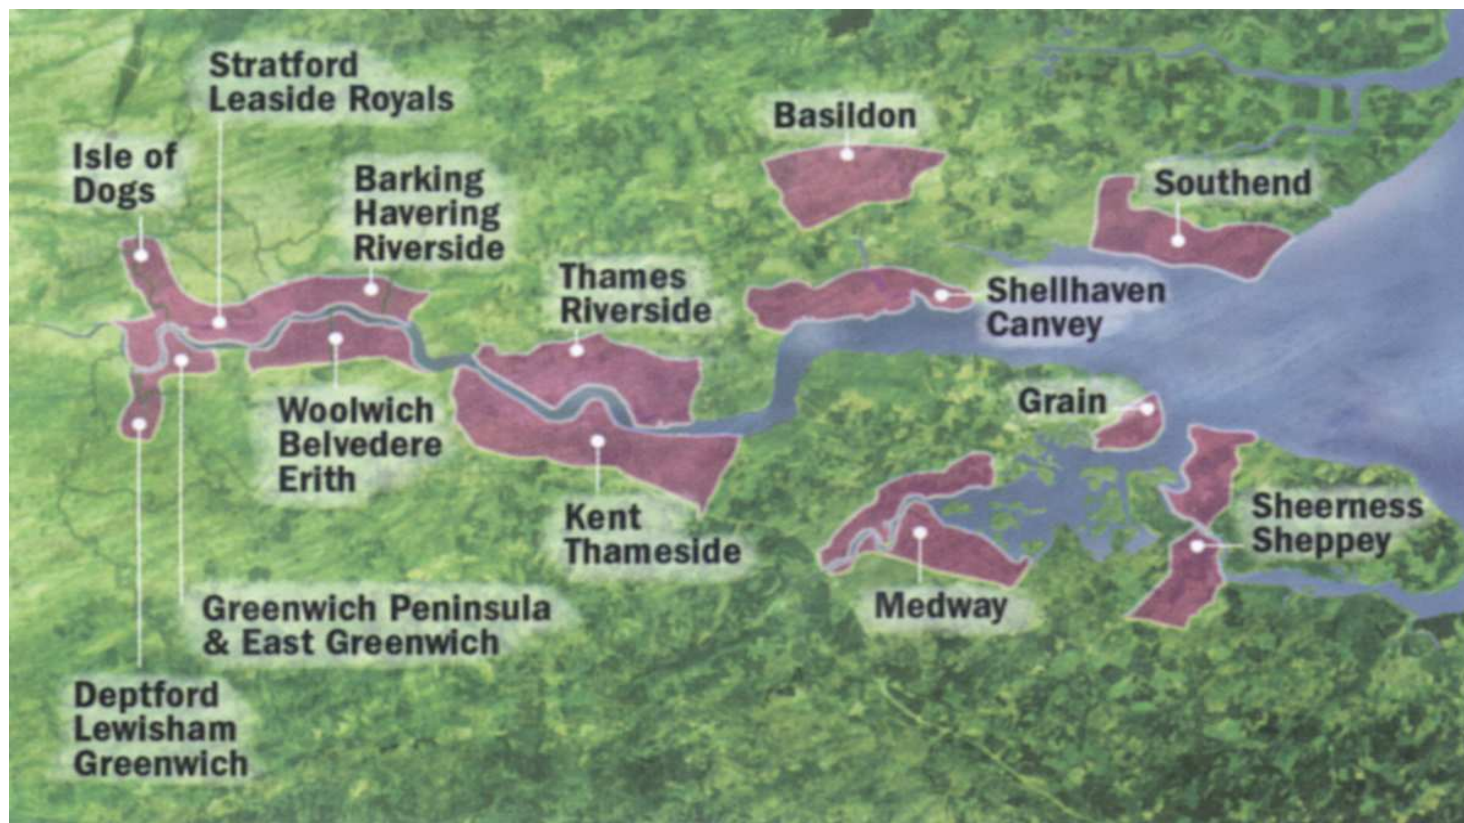 Stratford
Leaside Royals
Isle of
Dogs
Barking
Havering
Riverside
Basildon
Southend
Thames
Riverside
Shellhaven
Canvey
Grain
Woolwich
Belvedere
Erith
Kent
Thameside
Sheerness
Sheppey
Medway
Greenwich Peninsula
& East Greenwich
Deptford
Lewisham
Greenwich